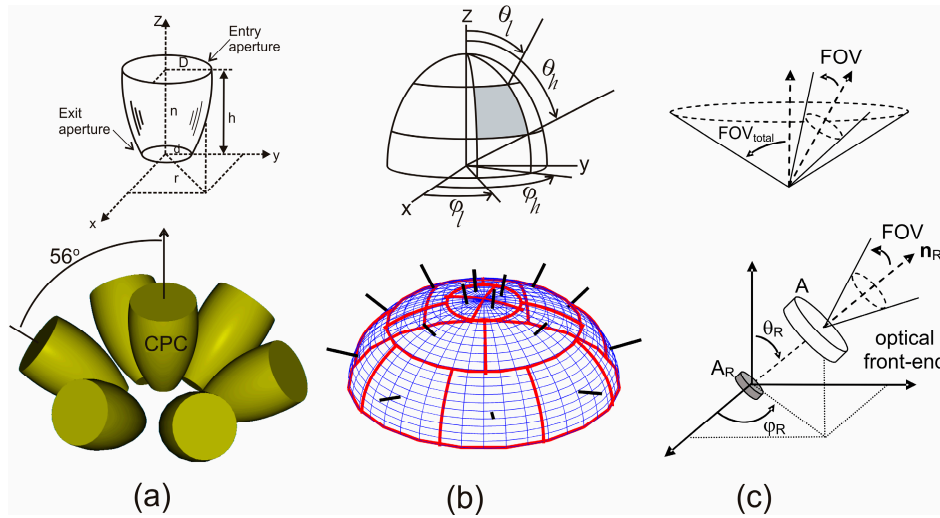 Z
Entry
aperture
D
n
h
Exit
aperture
d
y
r
x
56°
CPC
(a)
Z
θl
θh
y
x
φl
φh
(b)
FOV
FOVtotal
FOV
nR
A
θR
optical
front-end
AR
φR
(c)